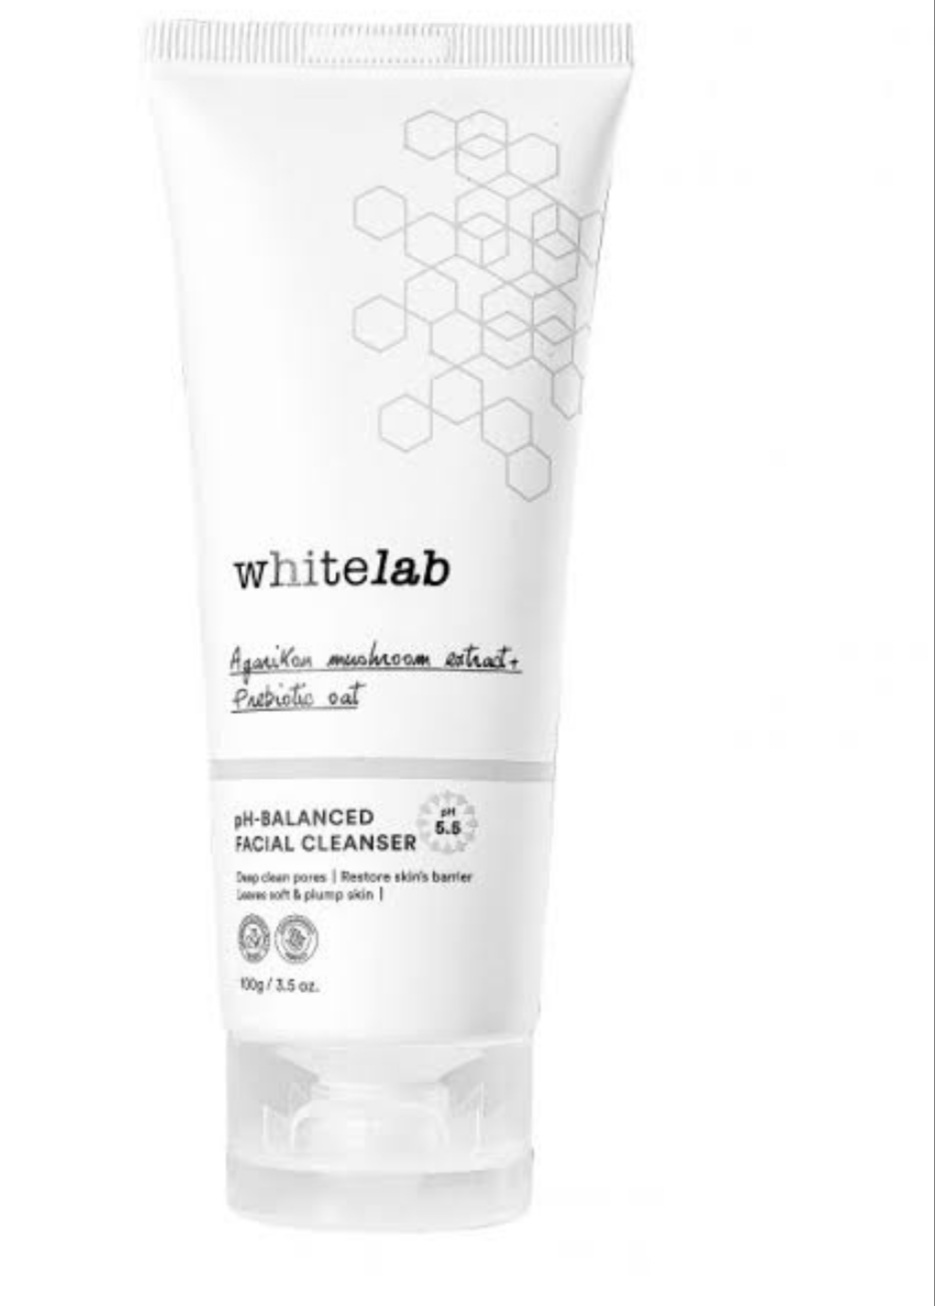 whitelab
Agarikon mushroom extract+
Prebiotic oat
pH-BALANCED
FACIAL CLEANSER
pH
5.5
Deep clean pores | Restore skin's barrier
Leaves soft & plump skin |
100g / 3.5 oz.